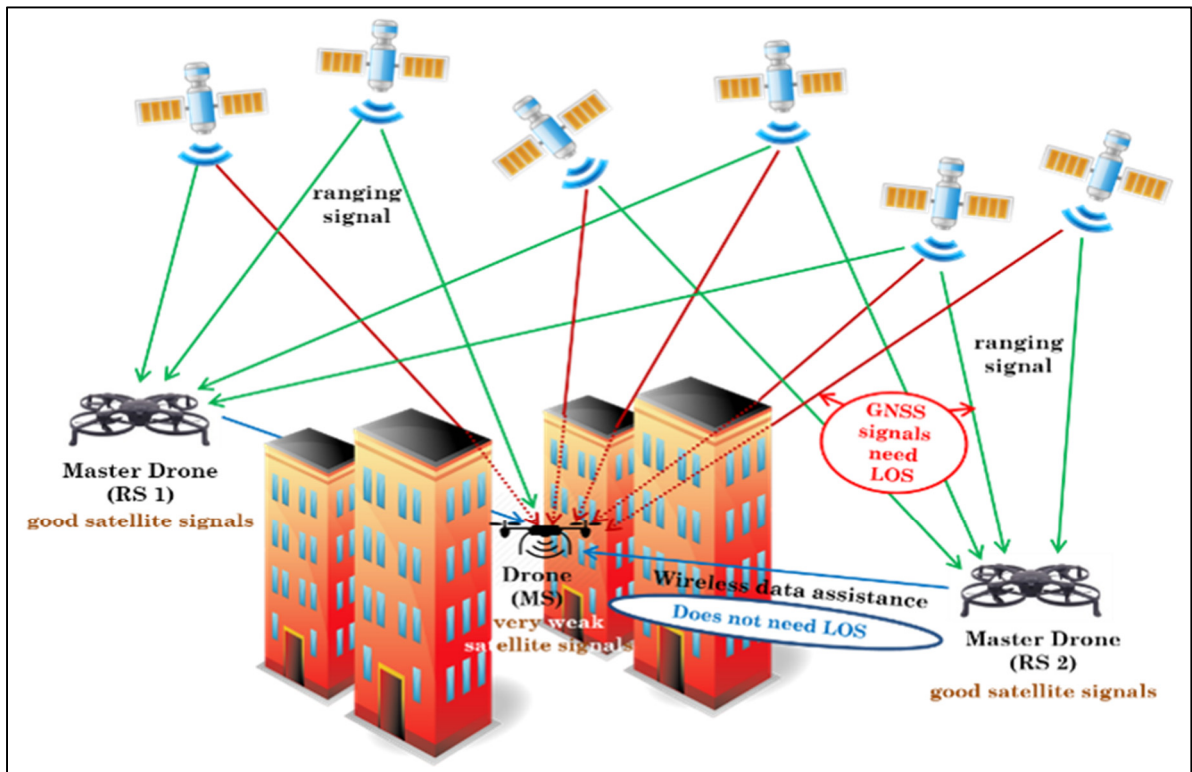 ranging
signal
ranging
signal
GNSS
signals
need
LOS
Master Drone
(RS 1)
good satellite signals
Drone
(MS)
very weak
satellite signals
Wireless data assistance
Does not need LOS
Master Drone
(RS 2)
good satellite signals